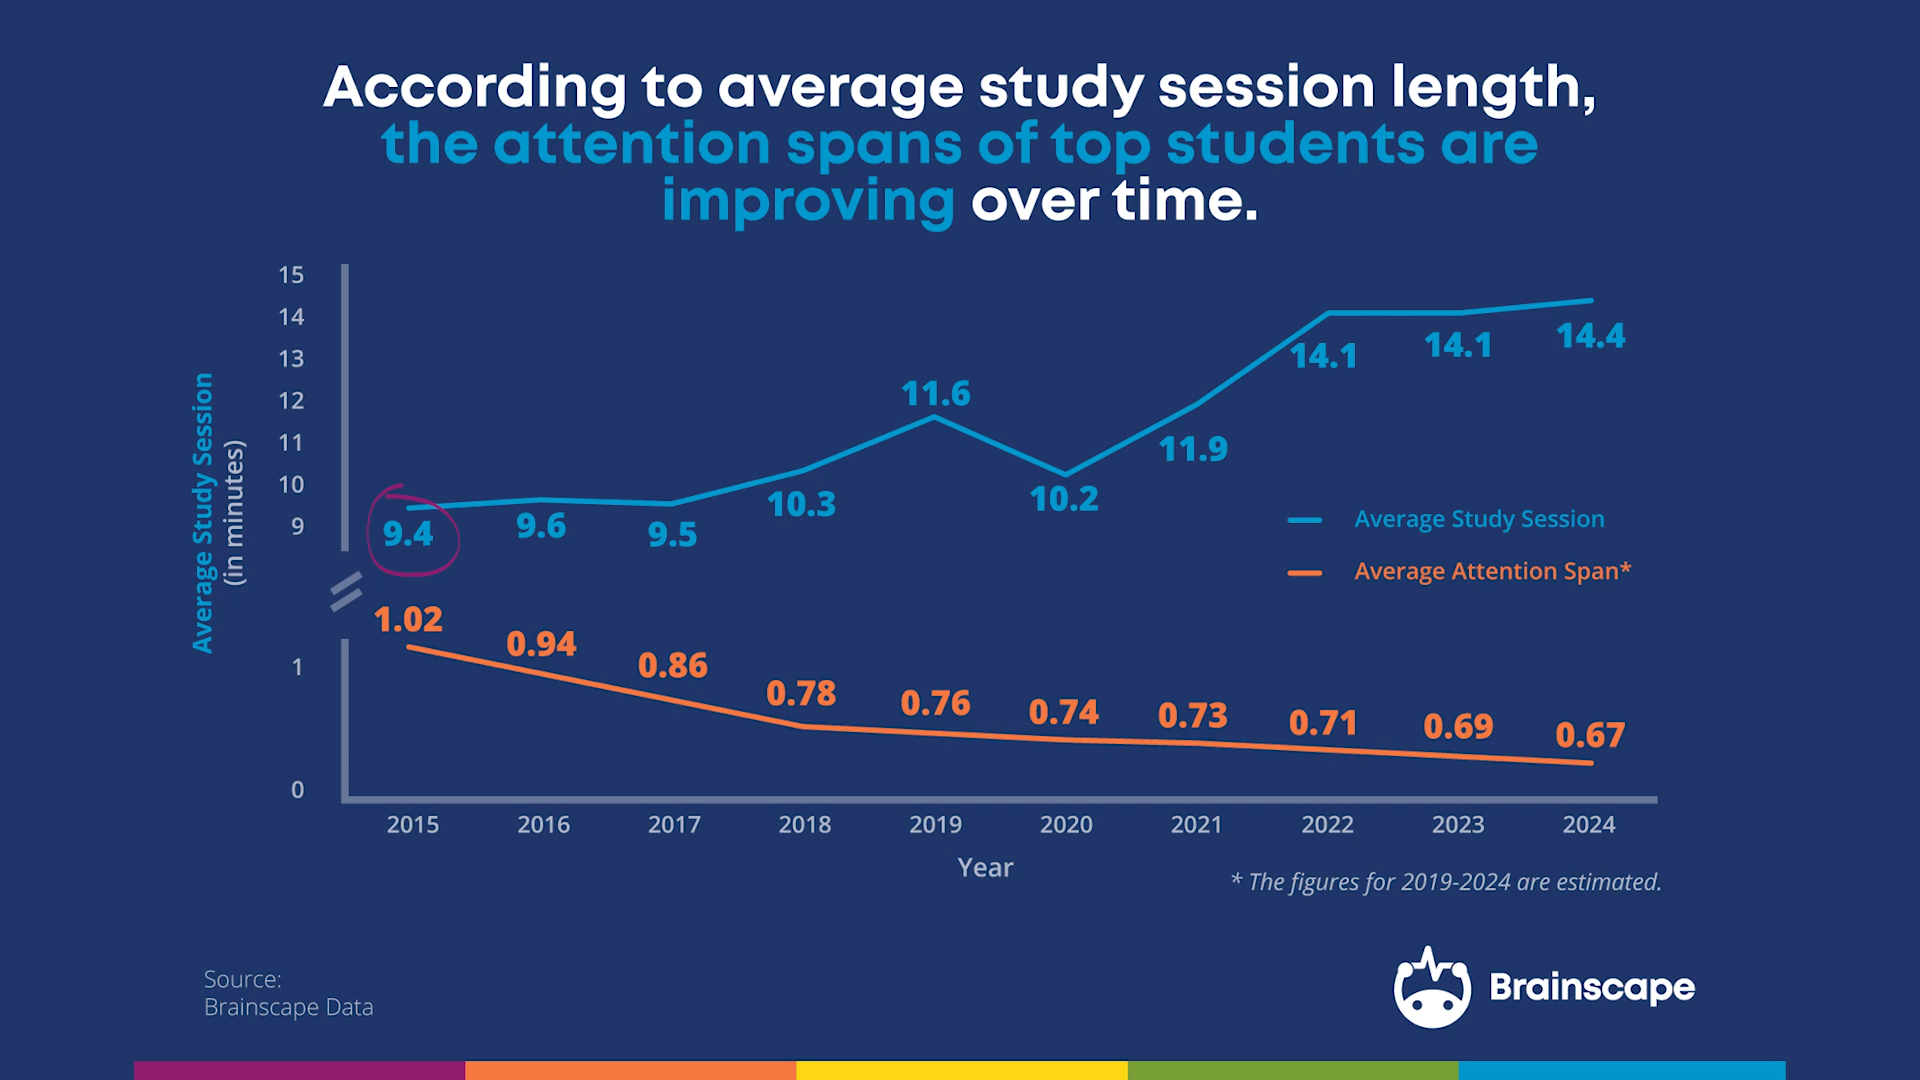 According to average study session length,
the attention spans of top students are
improving over time.
Average Study Session
(in minutes)
15
14
13
12
11
10
9
1
0
9.4
9.6
9.5
10.3
11.6
10.2
11.9
14.1
14.1
14.4
Average Study Session
Average Attention Span*
1.02
0.94
0.86
0.78
0.76
0.74
0.73
0.71
0.69
0.67
2015 2016 2017 2018 2019 2020 2021 2022 2023 2024
Year
* The figures for 2019-2024 are estimated.
Source:
Brainscape Data
Brainscape